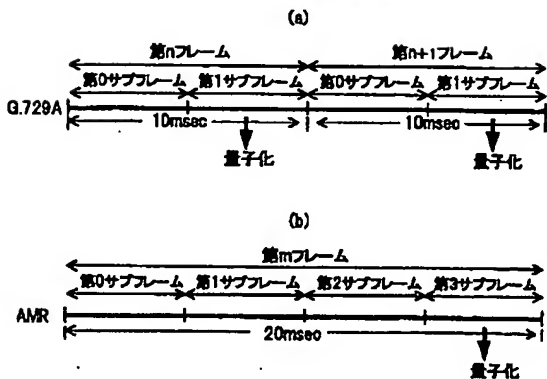 (a)
第nフレーム 第n+1フレーム
第0サブフレーム 第1サブフレーム 第0サブフレーム 第1サブフレーム
G.729A
10msec 10msec
量子化 量子化
(b)
第mフレーム
第0サブフレーム 第1サブフレーム 第2サブフレーム 第3サブフレーム
AMR
20msec
量子化